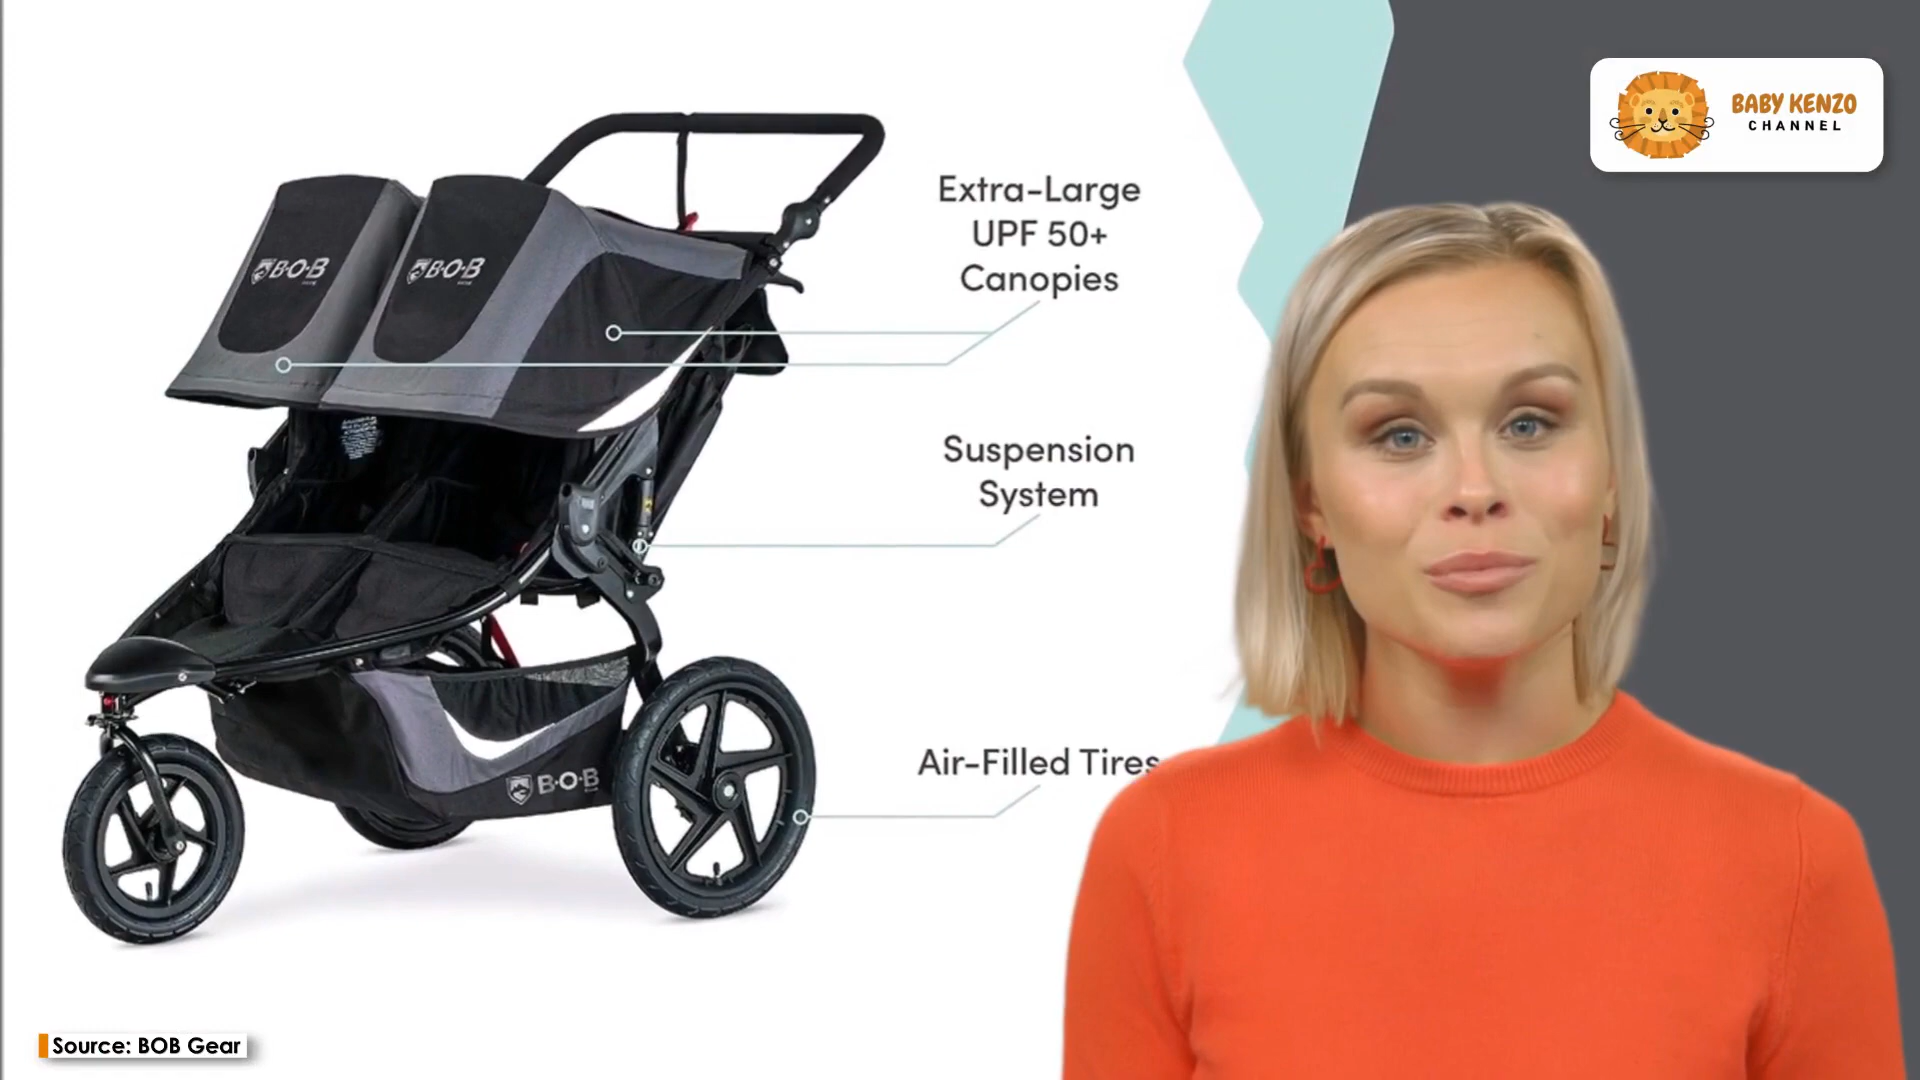 BABY KENZO
CHANNEL
Extra-Large
UPF 50+
Canopies
B·O·B
B·O·B
Suspension
System
Air-Filled Tires
B·O·B
Source: BOB Gear